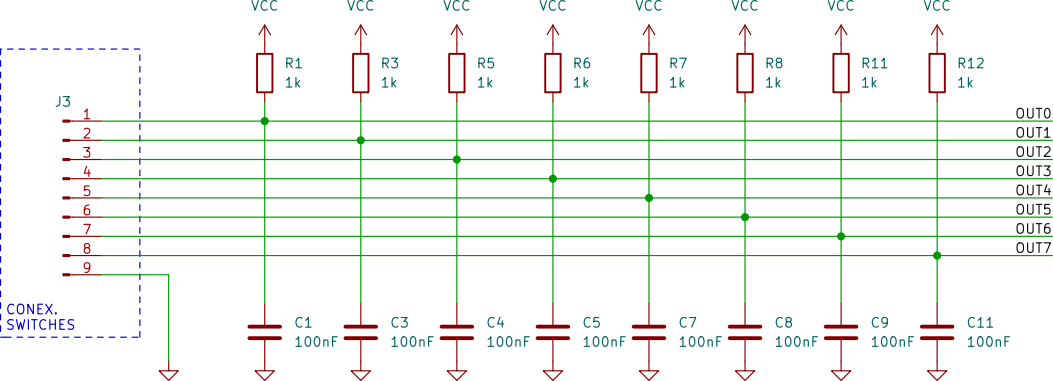 VCC VCC VCC VCC VCC VCC VCC VCC
R1 R3 R5 R6 R7 R8 R11 R12
1k 1k 1k 1k 1k 1k 1k 1k
J3
1 OUT0
2 OUT1
3 OUT2
4 OUT3
5 OUT4
6 OUT5
7 OUT6
8 OUT7
9
CONEX.
SWITCHES
C1 C3 C4 C5 C7 C8 C9 C11
100nF 100nF 100nF 100nF 100nF 100nF 100nF 100nF